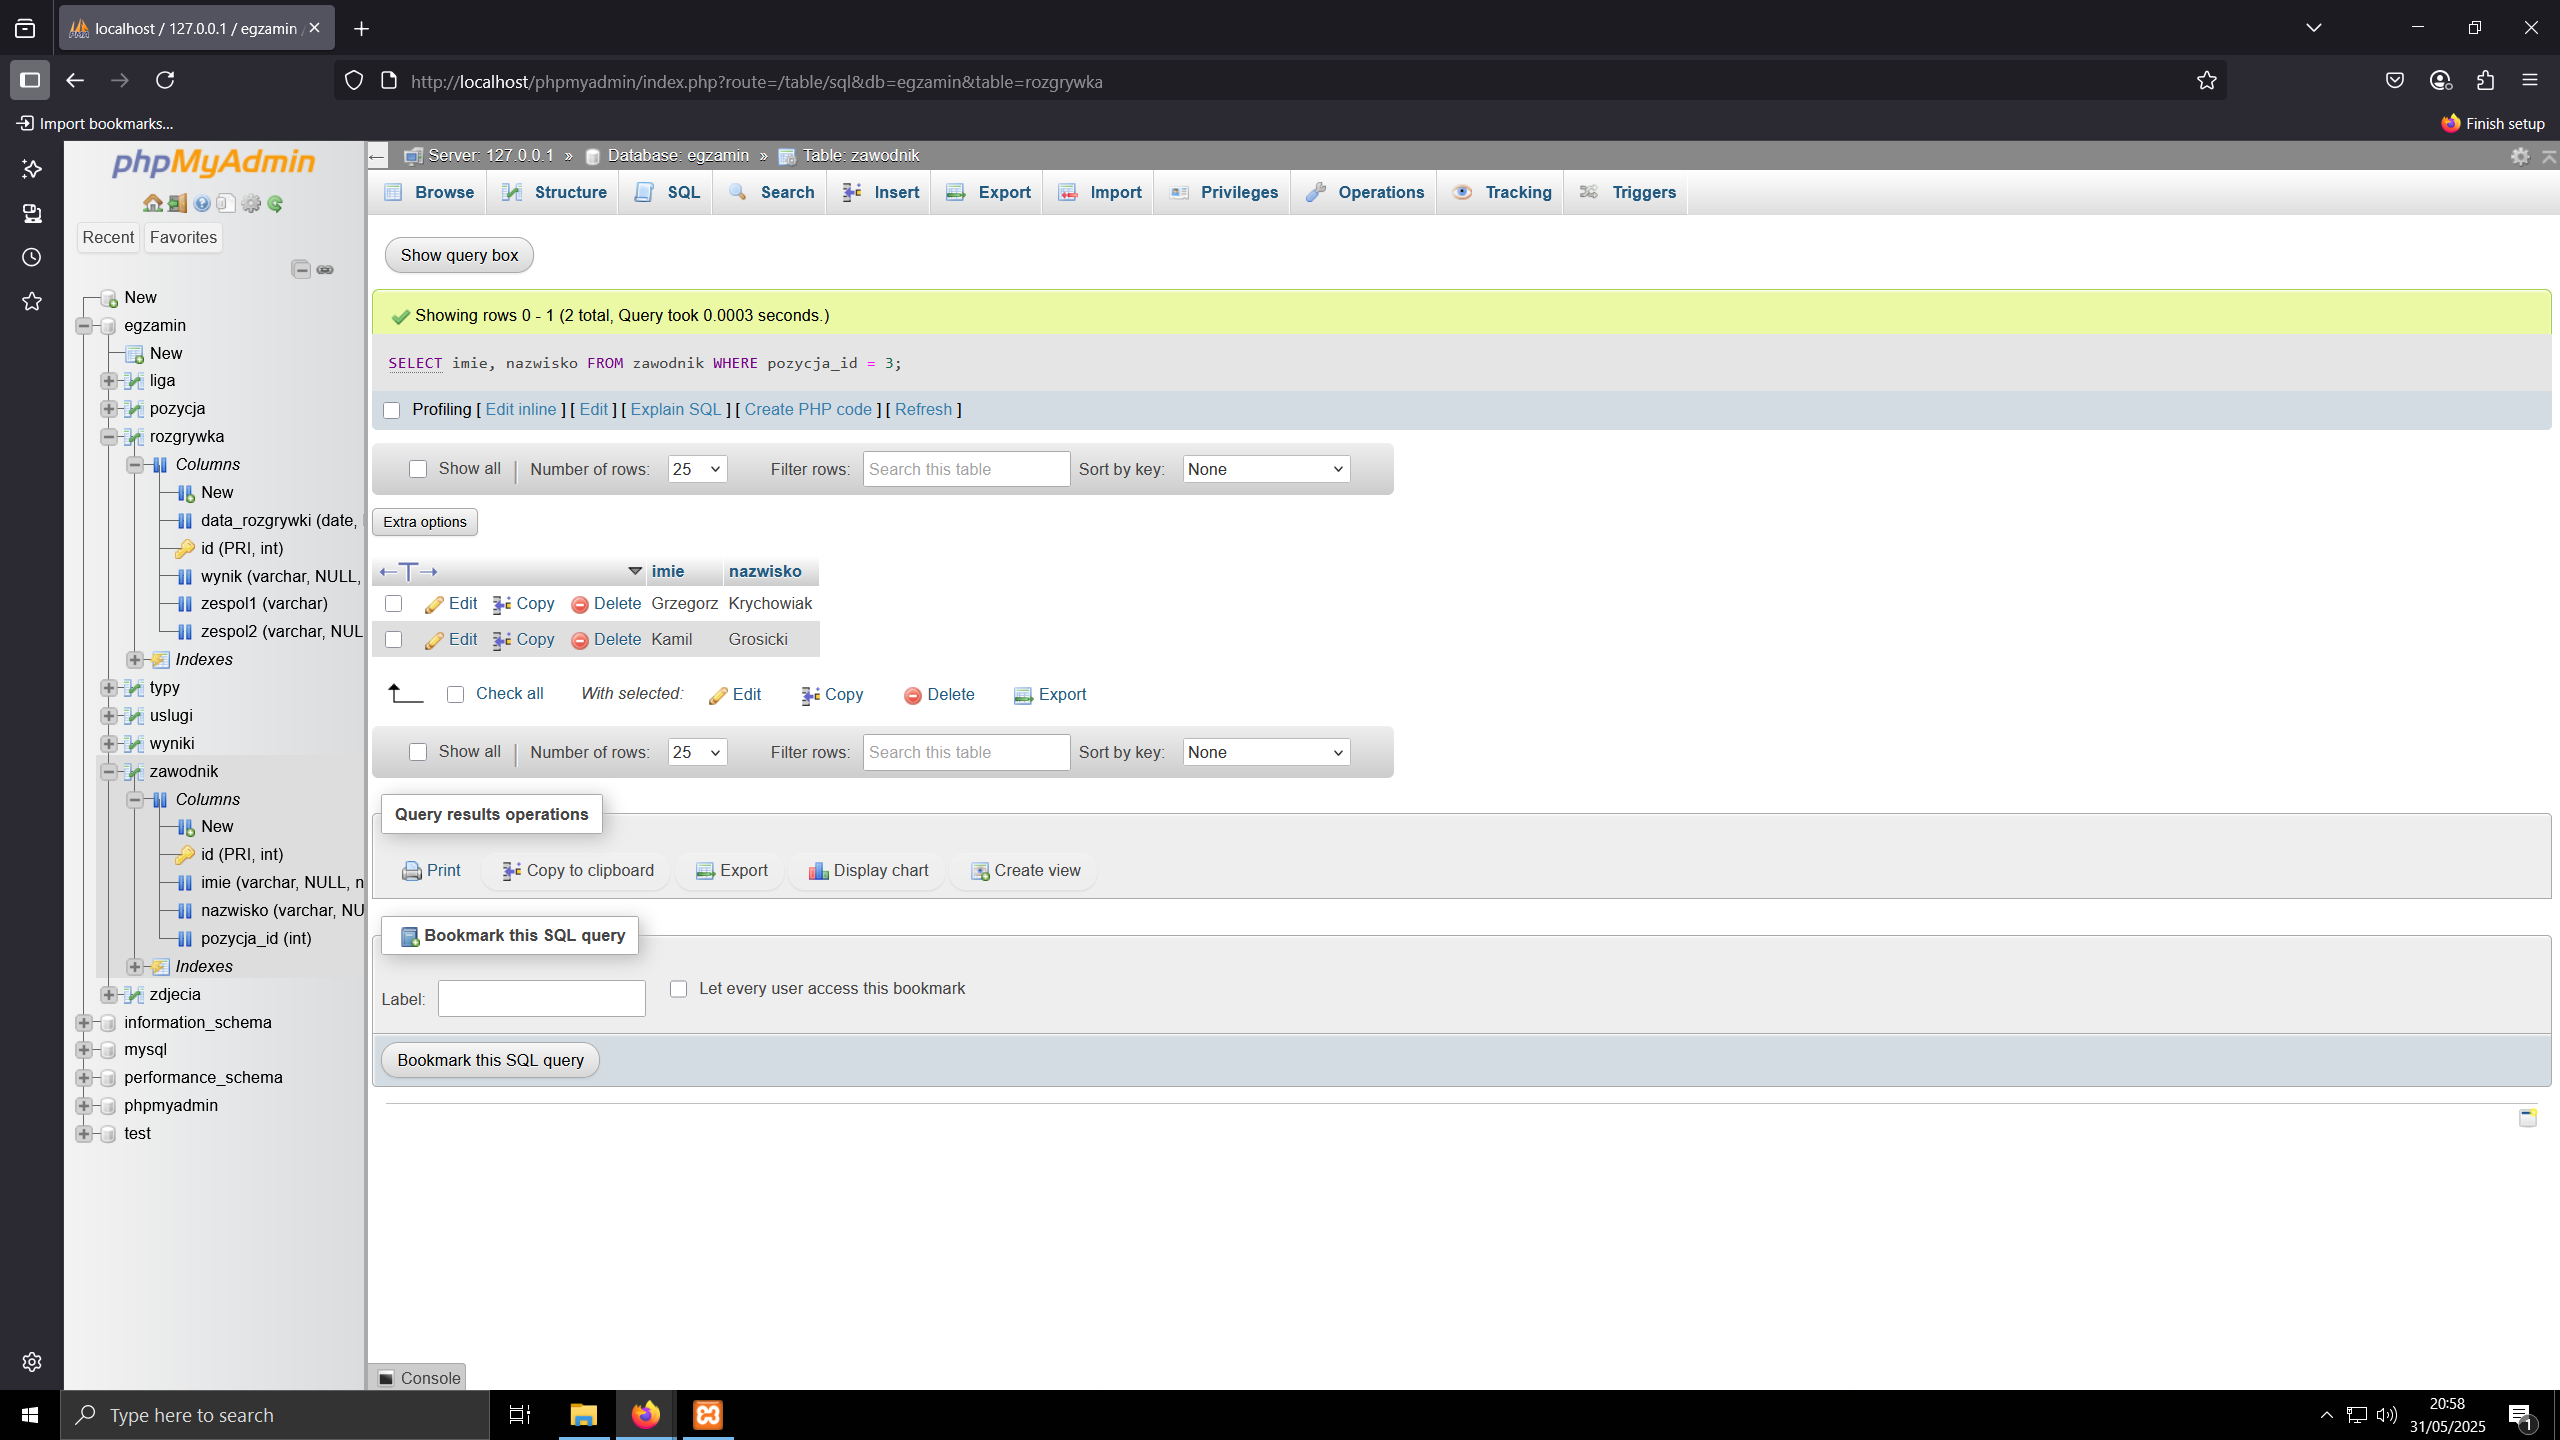 localhost / 127.0.0.1 / egzamin /
http://localhost/phpmyadmin/index.php?route=/table/sql&db=egzamin&table=rozgrywka
Import bookmarks...
Finish setup
phpMyAdmin
Recent Favorites
New
egzamin
New
liga
pozycja
rozgrywka
Columns
New
data_rozgrywki (date,
id (PRI, int)
wynik (varchar, NULL,
zespol1 (varchar)
zespol2 (varchar, NUL
Indexes
typy
uslugi
wyniki
zawodnik
Columns
New
id (PRI, int)
imie (varchar, NULL, n
nazwisko (varchar, NU
pozycja_id (int)
Indexes
zdjecia
information_schema
mysql
performance_schema
phpmyadmin
test
Server: 127.0.0.1 » Database: egzamin » Table: zawodnik
Browse Structure SQL Search Insert Export Import Privileges Operations Tracking Triggers
Show query box
Showing rows 0 - 1 (2 total, Query took 0.0003 seconds.)
SELECT imie, nazwisko FROM zawodnik WHERE pozycja_id = 3;
Profiling [ Edit inline ] [ Edit ] [ Explain SQL ] [ Create PHP code ] [ Refresh ]
Show all | Number of rows: 25 Filter rows: Search this table Sort by key: None
Extra options
←T→ imie nazwisko
Edit Copy Delete Grzegorz Krychowiak
Edit Copy Delete Kamil Grosicki
Check all With selected: Edit Copy Delete Export
Show all | Number of rows: 25 Filter rows: Search this table Sort by key: None
Query results operations
Print Copy to clipboard Export Display chart Create view
Bookmark this SQL query
Label: Let every user access this bookmark
Bookmark this SQL query
Console
Type here to search
20:58
31/05/2025
1